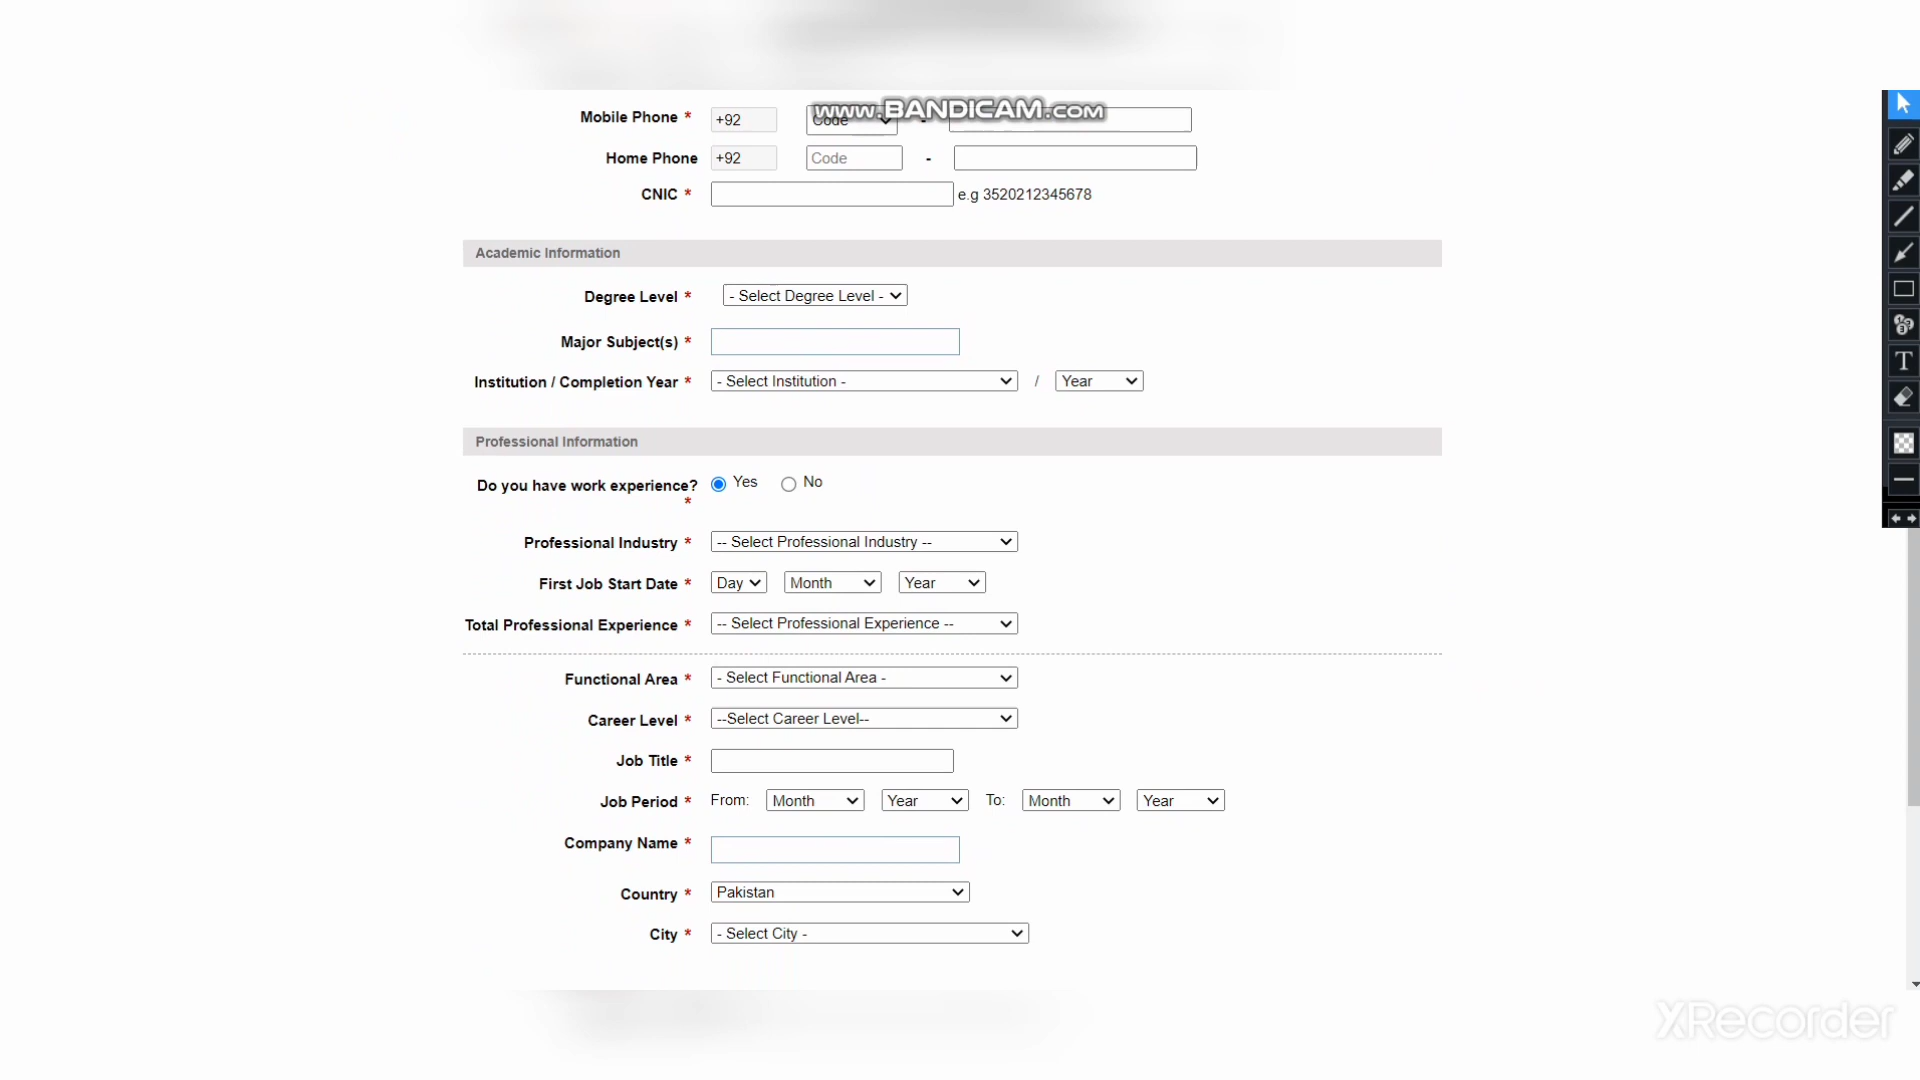 www.BANDICAM.com
Mobile Phone * +92 Code -
Home Phone +92 Code -
CNIC * e.g 3520212345678
Academic Information
Degree Level * - Select Degree Level -
Major Subject(s) *
Institution / Completion Year * - Select Institution - / Year
Professional Information
Do you have work experience? Yes No
*
Professional Industry * -- Select Professional Industry --
First Job Start Date * Day Month Year
Total Professional Experience * -- Select Professional Experience --
Functional Area * - Select Functional Area -
Career Level * --Select Career Level--
Job Title *
Job Period * From: Month Year To: Month Year
Company Name *
Country * Pakistan
City * - Select City -
XRecorder